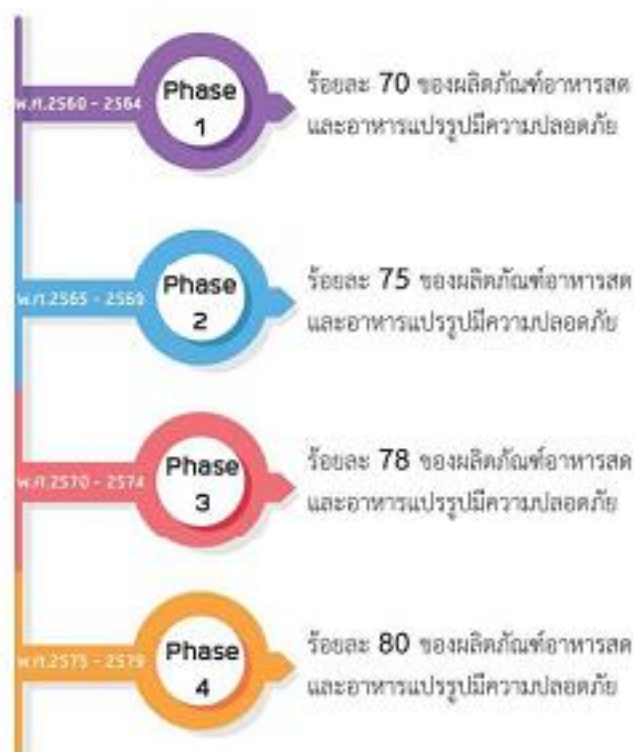 พ.ศ.2560 - 2564
Phase
1
ร้อยละ 70 ของผลิตภัณฑ์อาหารสด
และอาหารแปรรูปมีความปลอดภัย
พ.ศ.2565 - 2569
Phase
2
ร้อยละ 75 ของผลิตภัณฑ์อาหารสด
และอาหารแปรรูปมีความปลอดภัย
พ.ศ.2570 - 2574
Phase
3
ร้อยละ 78 ของผลิตภัณฑ์อาหารสด
และอาหารแปรรูปมีความปลอดภัย
พ.ศ.2575 - 2579
Phase
4
ร้อยละ 80 ของผลิตภัณฑ์อาหารสด
และอาหารแปรรูปมีความปลอดภัย